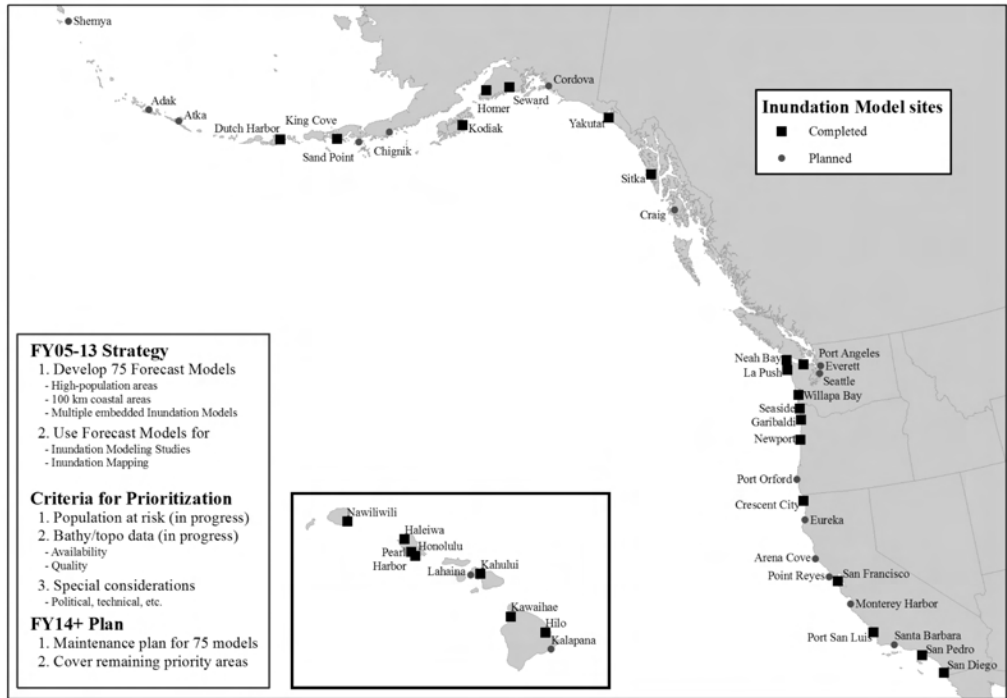 Shemya
Adak
Atka
Dutch Harbor
King Cove
Sand Point
Chignik
Kodiak
Homer
Seward
Cordova
Yakutat
Sitka
Craig
Inundation Model sites
Completed
Planned
Neah Bay
Port Angeles
La Push
Everett
Seattle
Willapa Bay
Seaside
Garibaldi
Newport
Port Orford
Crescent City
Eureka
Arena Cove
Point Reyes
San Francisco
Monterey Harbor
Port San Luis
Santa Barbara
San Pedro
San Diego
FY05-13 Strategy
1. Develop 75 Forecast Models
- High-population areas
- 100 km coastal areas
- Multiple embedded Inundation Models
2. Use Forecast Models for
- Inundation Modeling Studies
- Inundation Mapping
Criteria for Prioritization
1. Population at risk (in progress)
2. Bathy/topo data (in progress)
- Availability
- Quality
3. Special considerations
- Political, technical, etc.
FY14+ Plan
1. Maintenance plan for 75 models
2. Cover remaining priority areas
Nawiliwili
Haleiwa
Pearl
Harbor
Honolulu
Lahaina
Kahului
Kawaihae
Hilo
Kalapana